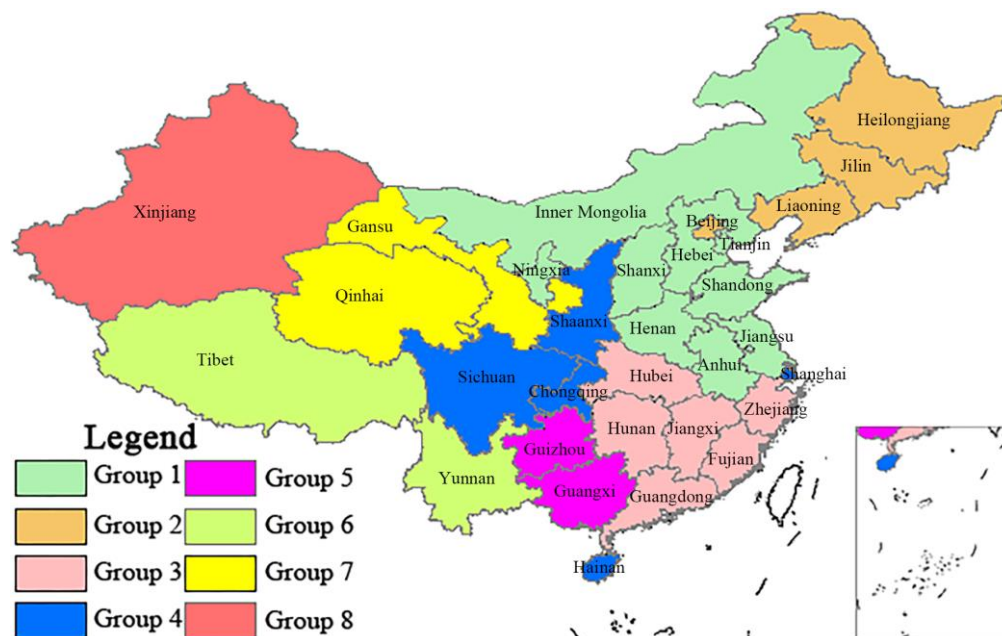 Heilongjiang
Jilin
Liaoning
Xinjiang
Inner Mongolia
Beijing
Gansu
Tianjin
Hebei
Ningxia
Shanxi
Shandong
Qinhai
Shaanxi
Henan
Jiangsu
Tibet
Anhui
Sichuan
Hubei
Shanghai
Chongqing
Zhejiang
Hunan
Jiangxi
Guizhou
Fujian
Yunnan
Guangxi
Guangdong
Hainan
Legend
Group 1
Group 5
Group 2
Group 6
Group 3
Group 7
Group 4
Group 8